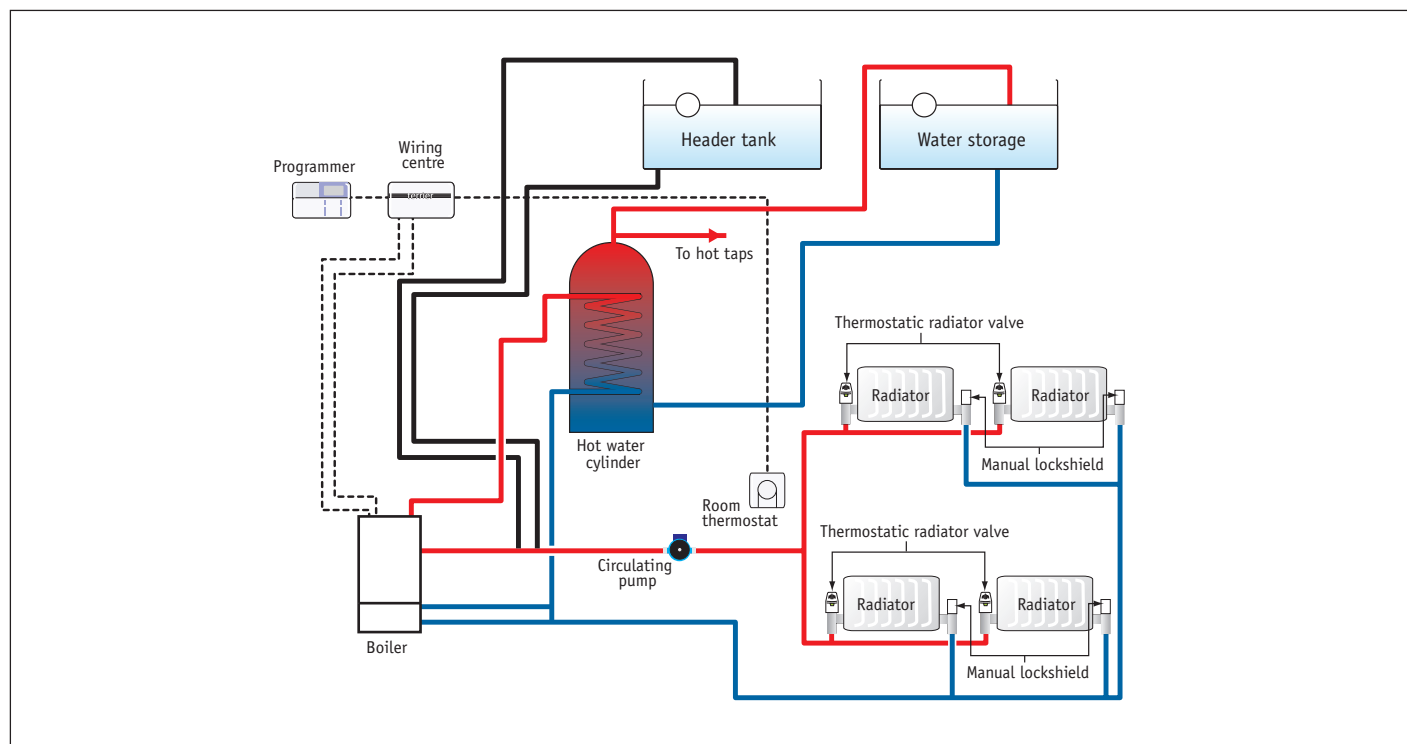 Header tank
Water storage
Wiring
centre
Programmer
To hot taps
Thermostatic radiator valve
Radiator
Radiator
Manual lockshield
Hot water
cylinder
Room
thermostat
Thermostatic radiator valve
Circulating
pump
Radiator
Radiator
Manual lockshield
Boiler